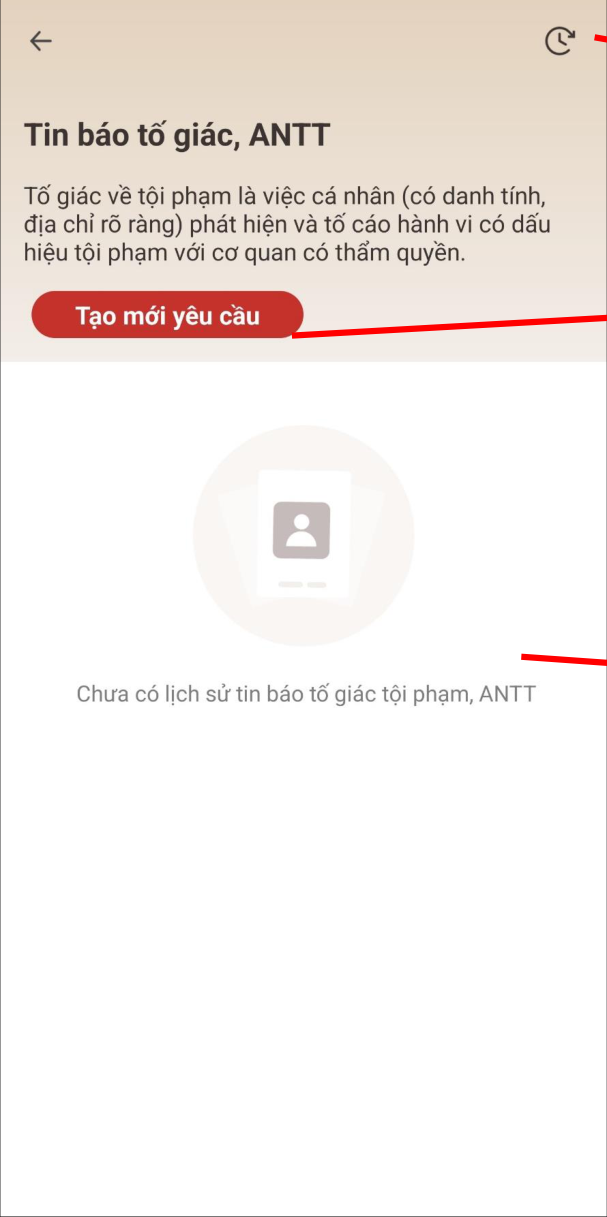 Tin báo tố giác, ANTT
Tố giác về tội phạm là việc cá nhân (có danh tính,
địa chỉ rõ ràng) phát hiện và tố cáo hành vi có dấu
hiệu tội phạm với cơ quan có thẩm quyền.
Tạo mới yêu cầu
Chưa có lịch sử tin báo tố giác tội phạm, ANTT